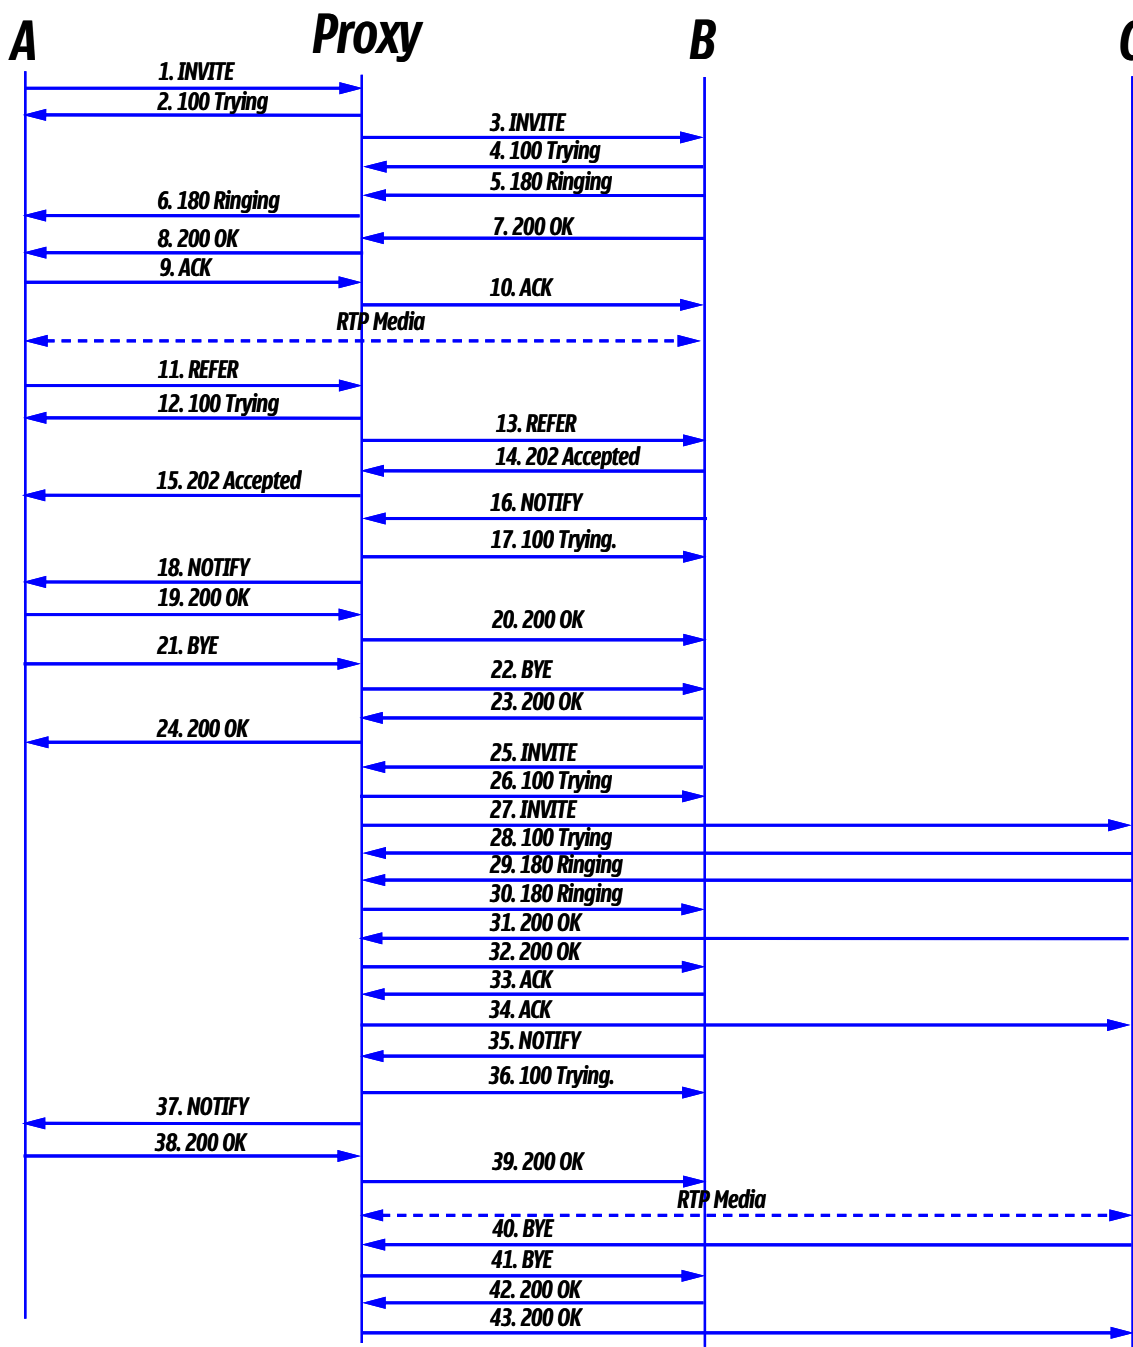 A
Proxy
B
C
1. INVITE
2. 100 Trying
3. INVITE
4. 100 Trying
5. 180 Ringing
6. 180 Ringing
7. 200 OK
8. 200 OK
9. ACK
10. ACK
RTP Media
11. REFER
12. 100 Trying
13. REFER
14. 202 Accepted
15. 202 Accepted
16. NOTIFY
17. 100 Trying.
18. NOTIFY
19. 200 OK
20. 200 OK
21. BYE
22. BYE
23. 200 OK
24. 200 OK
25. INVITE
26. 100 Trying
27. INVITE
28. 100 Trying
29. 180 Ringing
30. 180 Ringing
31. 200 OK
32. 200 OK
33. ACK
34. ACK
35. NOTIFY
36. 100 Trying.
37. NOTIFY
38. 200 OK
39. 200 OK
RTP Media
40. BYE
41. BYE
42. 200 OK
43. 200 OK